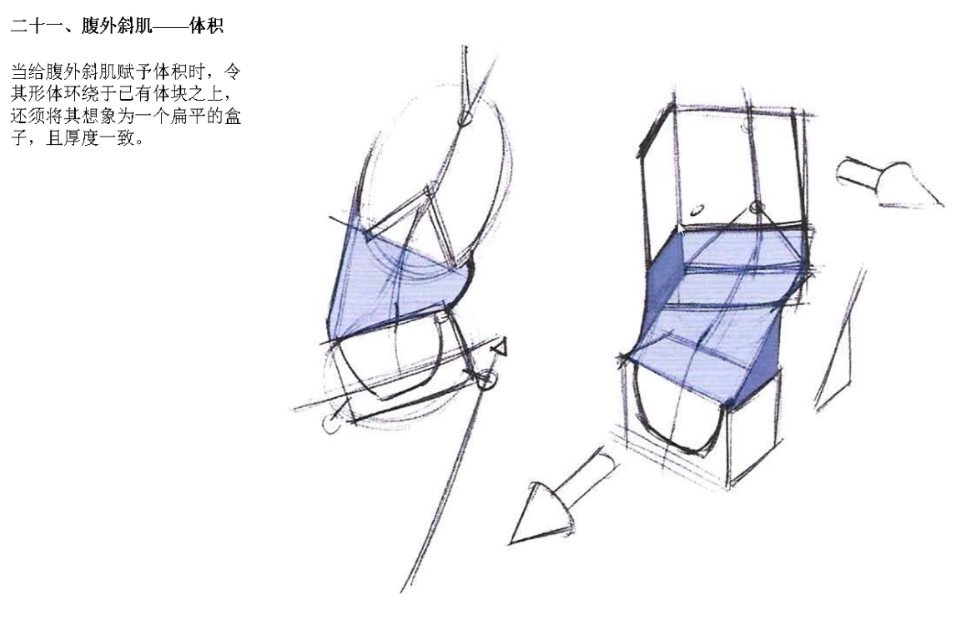 二十一、腹外斜肌——体积
当给腹外斜肌赋予体积时，令
其形体环绕于已有体块之上，
还须将其想象为一个扁平的盒
子，且厚度一致。